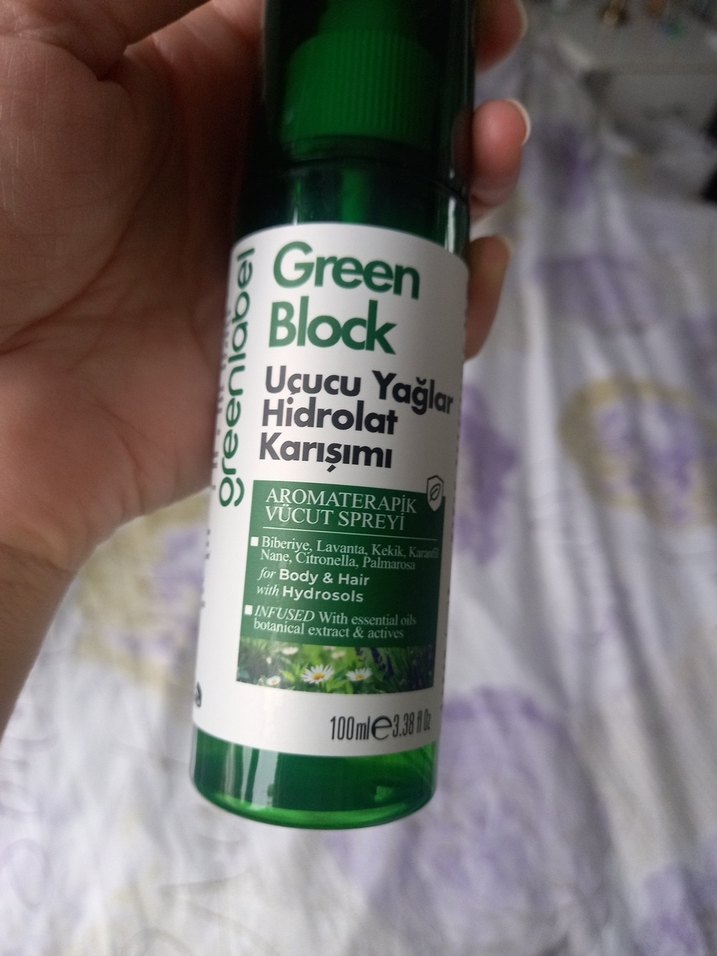 greenlabel
Green
Block
Uçucu Yağlar
Hidrolat
Karışımı
AROMATERAPİK
VÜCUT SPREYİ
Biberiye, Lavanta, Kekik, Karanfil
Nane, Citronella, Palmarosa
for Body & Hair
with Hydrosols
INFUSED With essential oils
botanical extract & actives
100ml℮3.38 fl Oz